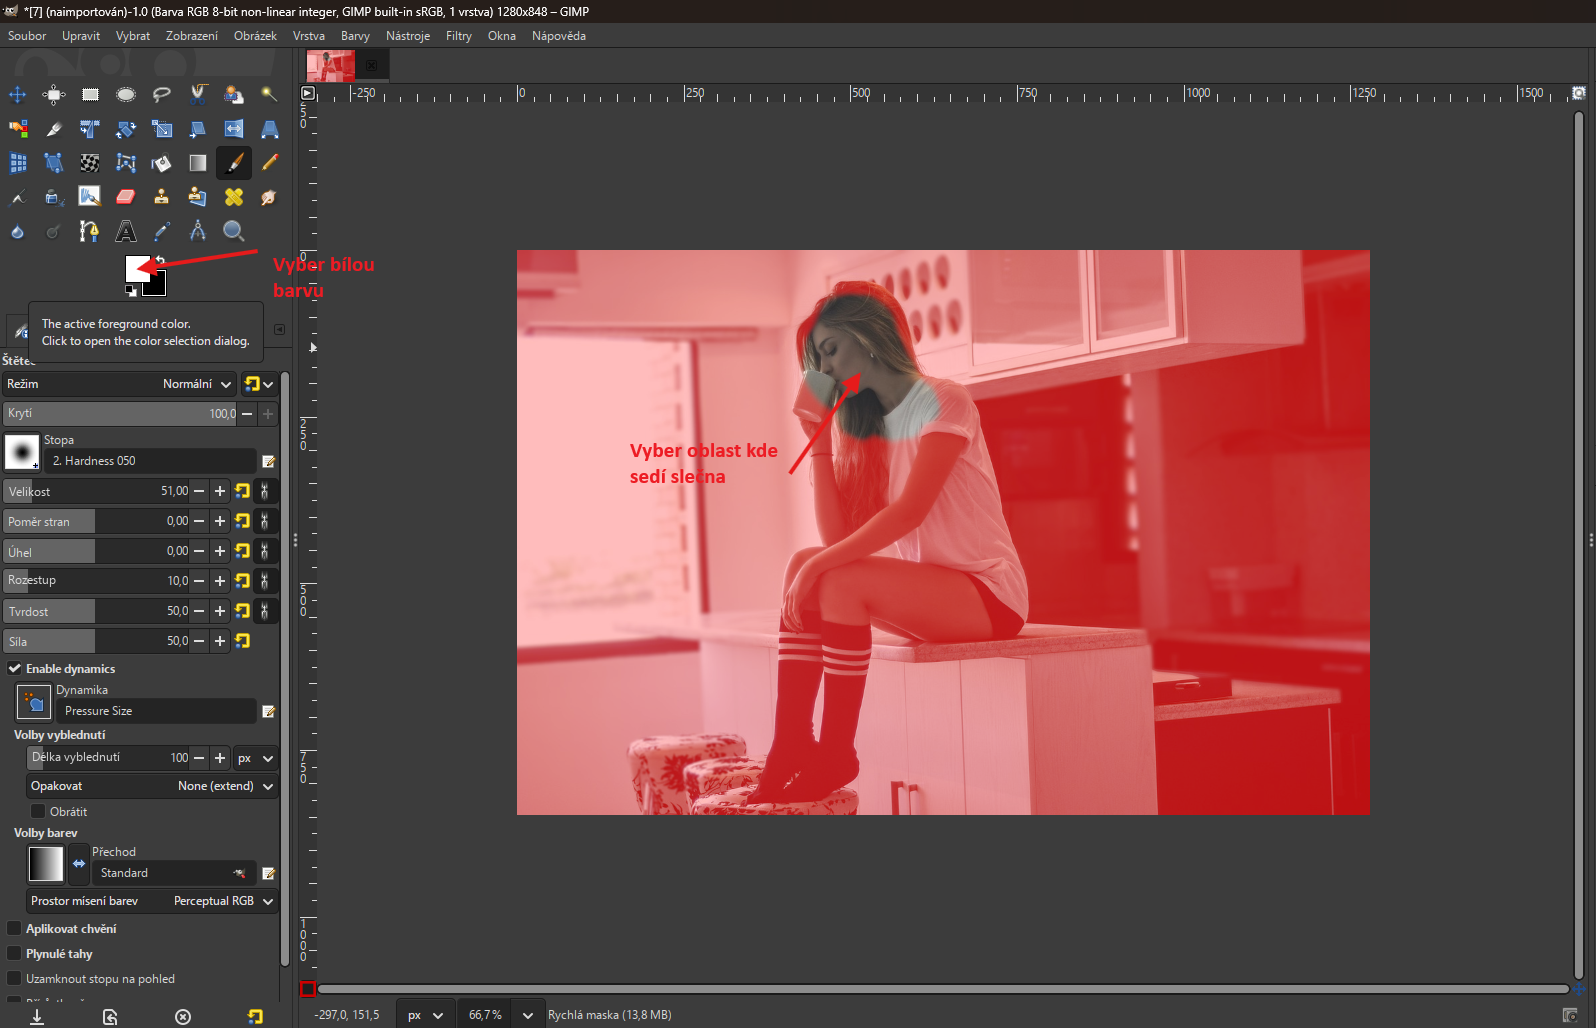 *[7] (naimportován)-1.0 (Barva RGB 8-bit non-linear integer, GIMP built-in sRGB, 1 vrstva) 1280x848 – GIMP
Soubor Upravit Vybrat Zobrazení Obrázek Vrstva Barvy Nástroje Filtry Okna Nápověda
-250 0 250 500 750 1000 1250 1500
250
0
250
500
750
1000
Vyber bílou
barvu
The active foreground color.
Click to open the color selection dialog.
Vyber oblast kde
sedí slečna
Režim Normální
Krytí 100,0
Stopa
2. Hardness 050
Velikost 51,00
Poměr stran 0,00
Úhel 0,00
Rozestup 10,0
Tvrdost 50,0
Síla 50,0
Enable dynamics
Dynamika
Pressure Size
Volby vyblednutí
Délka vyblednutí 100 px
Opakovat None (extend)
Obrátit
Volby barev
Přechod
Standard
Prostor mísení barev Perceptual RGB
Aplikovat chvění
Plynulé tahy
Uzamknout stopu na pohled
-297,0, 151,5 px 66,7 % Rychlá maska (13,8 MB)